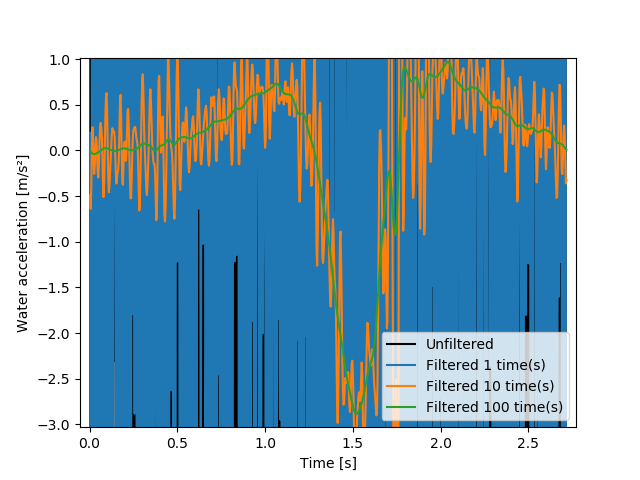 1.0
0.5
0.0
−0.5
−1.0
−1.5
−2.0
−2.5
−3.0
Water acceleration [m/s²]
Unfiltered
Filtered 1 time(s)
Filtered 10 time(s)
Filtered 100 time(s)
0.0 0.5 1.0 1.5 2.0 2.5
Time [s]